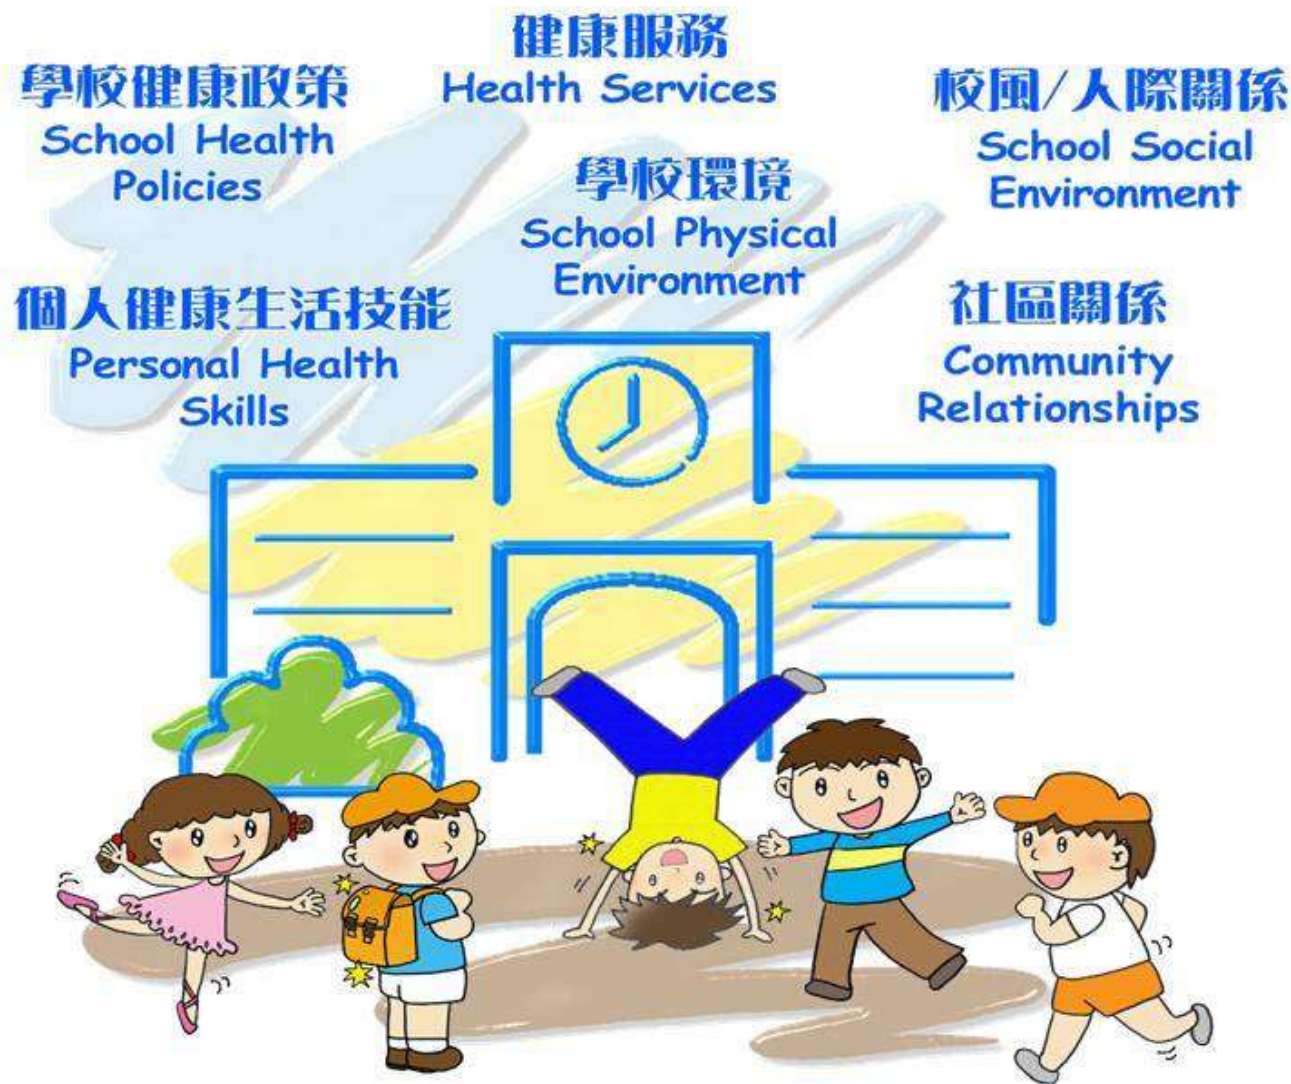 健康服務
Health Services
學校健康政策
School Health
Policies
校風/人際關係
School Social
Environment
學校環境
School Physical
Environment
個人健康生活技能
Personal Health
Skills
社區關係
Community
Relationships